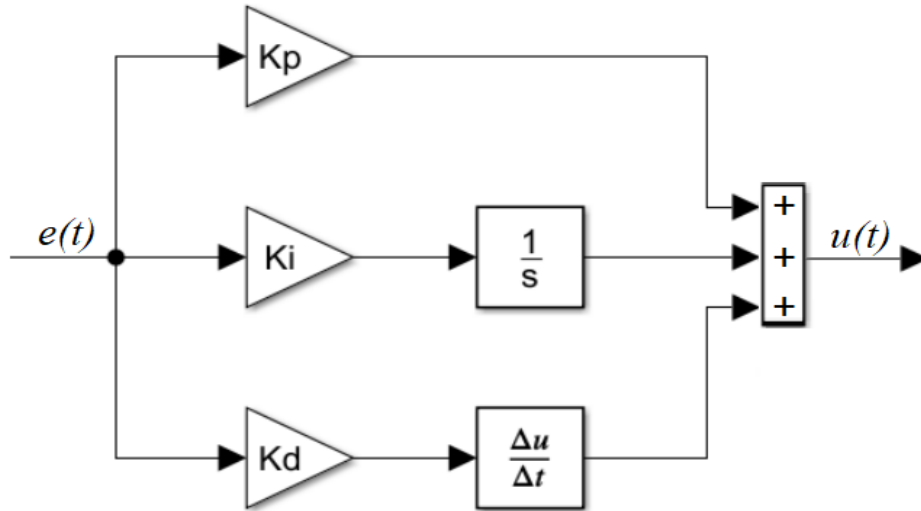 Kp
e(t)
Ki
1
s
+
+
+
u(t)
Kd
Δu
Δt